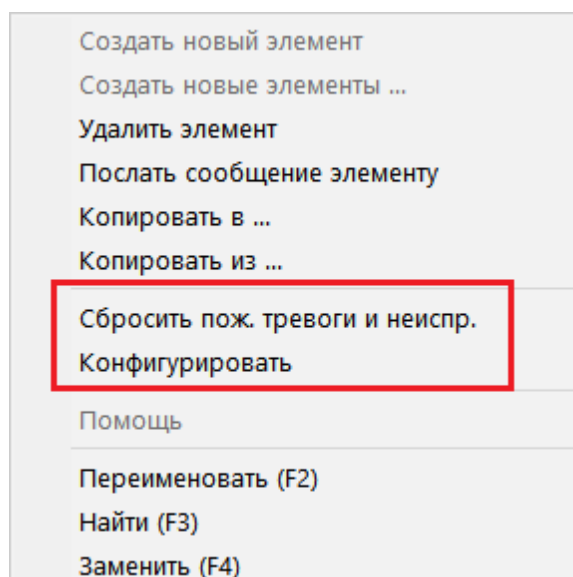 Создать новый элемент
Создать новые элементы ...
Удалить элемент
Послать сообщение элементу
Копировать в ...
Копировать из ...
Сбросить пож. тревоги и неиспр.
Конфигурировать
Помощь
Переименовать (F2)
Найти (F3)
Заменить (F4)